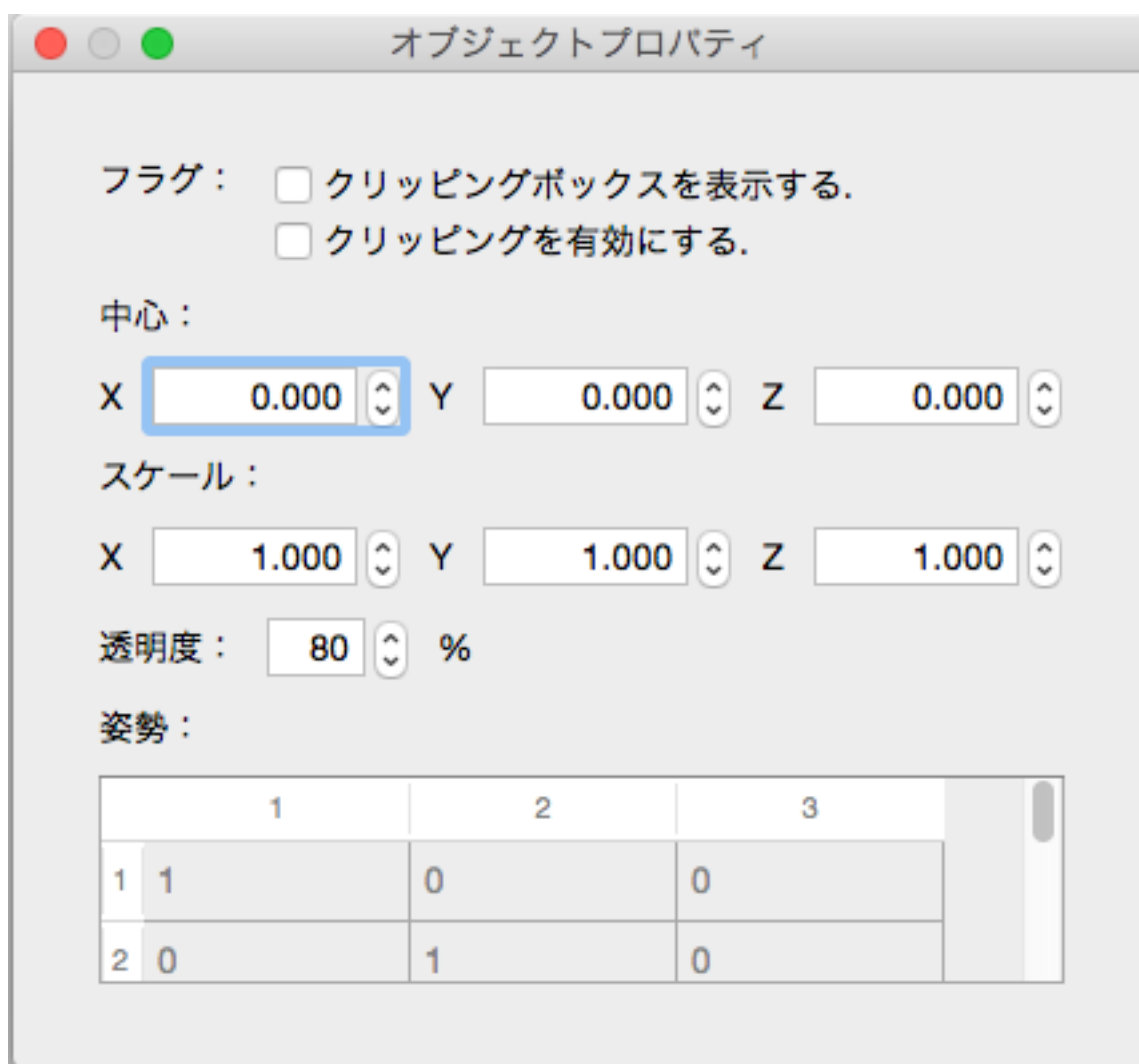 オブジェクトプロパティ
フラグ： クリッピングボックスを表示する.
クリッピングを有効にする.
中心：
X 0.000 Y 0.000 Z 0.000
スケール：
X 1.000 Y 1.000 Z 1.000
透明度： 80 %
姿勢：
1 2 3
1 1 0 0
2 0 1 0